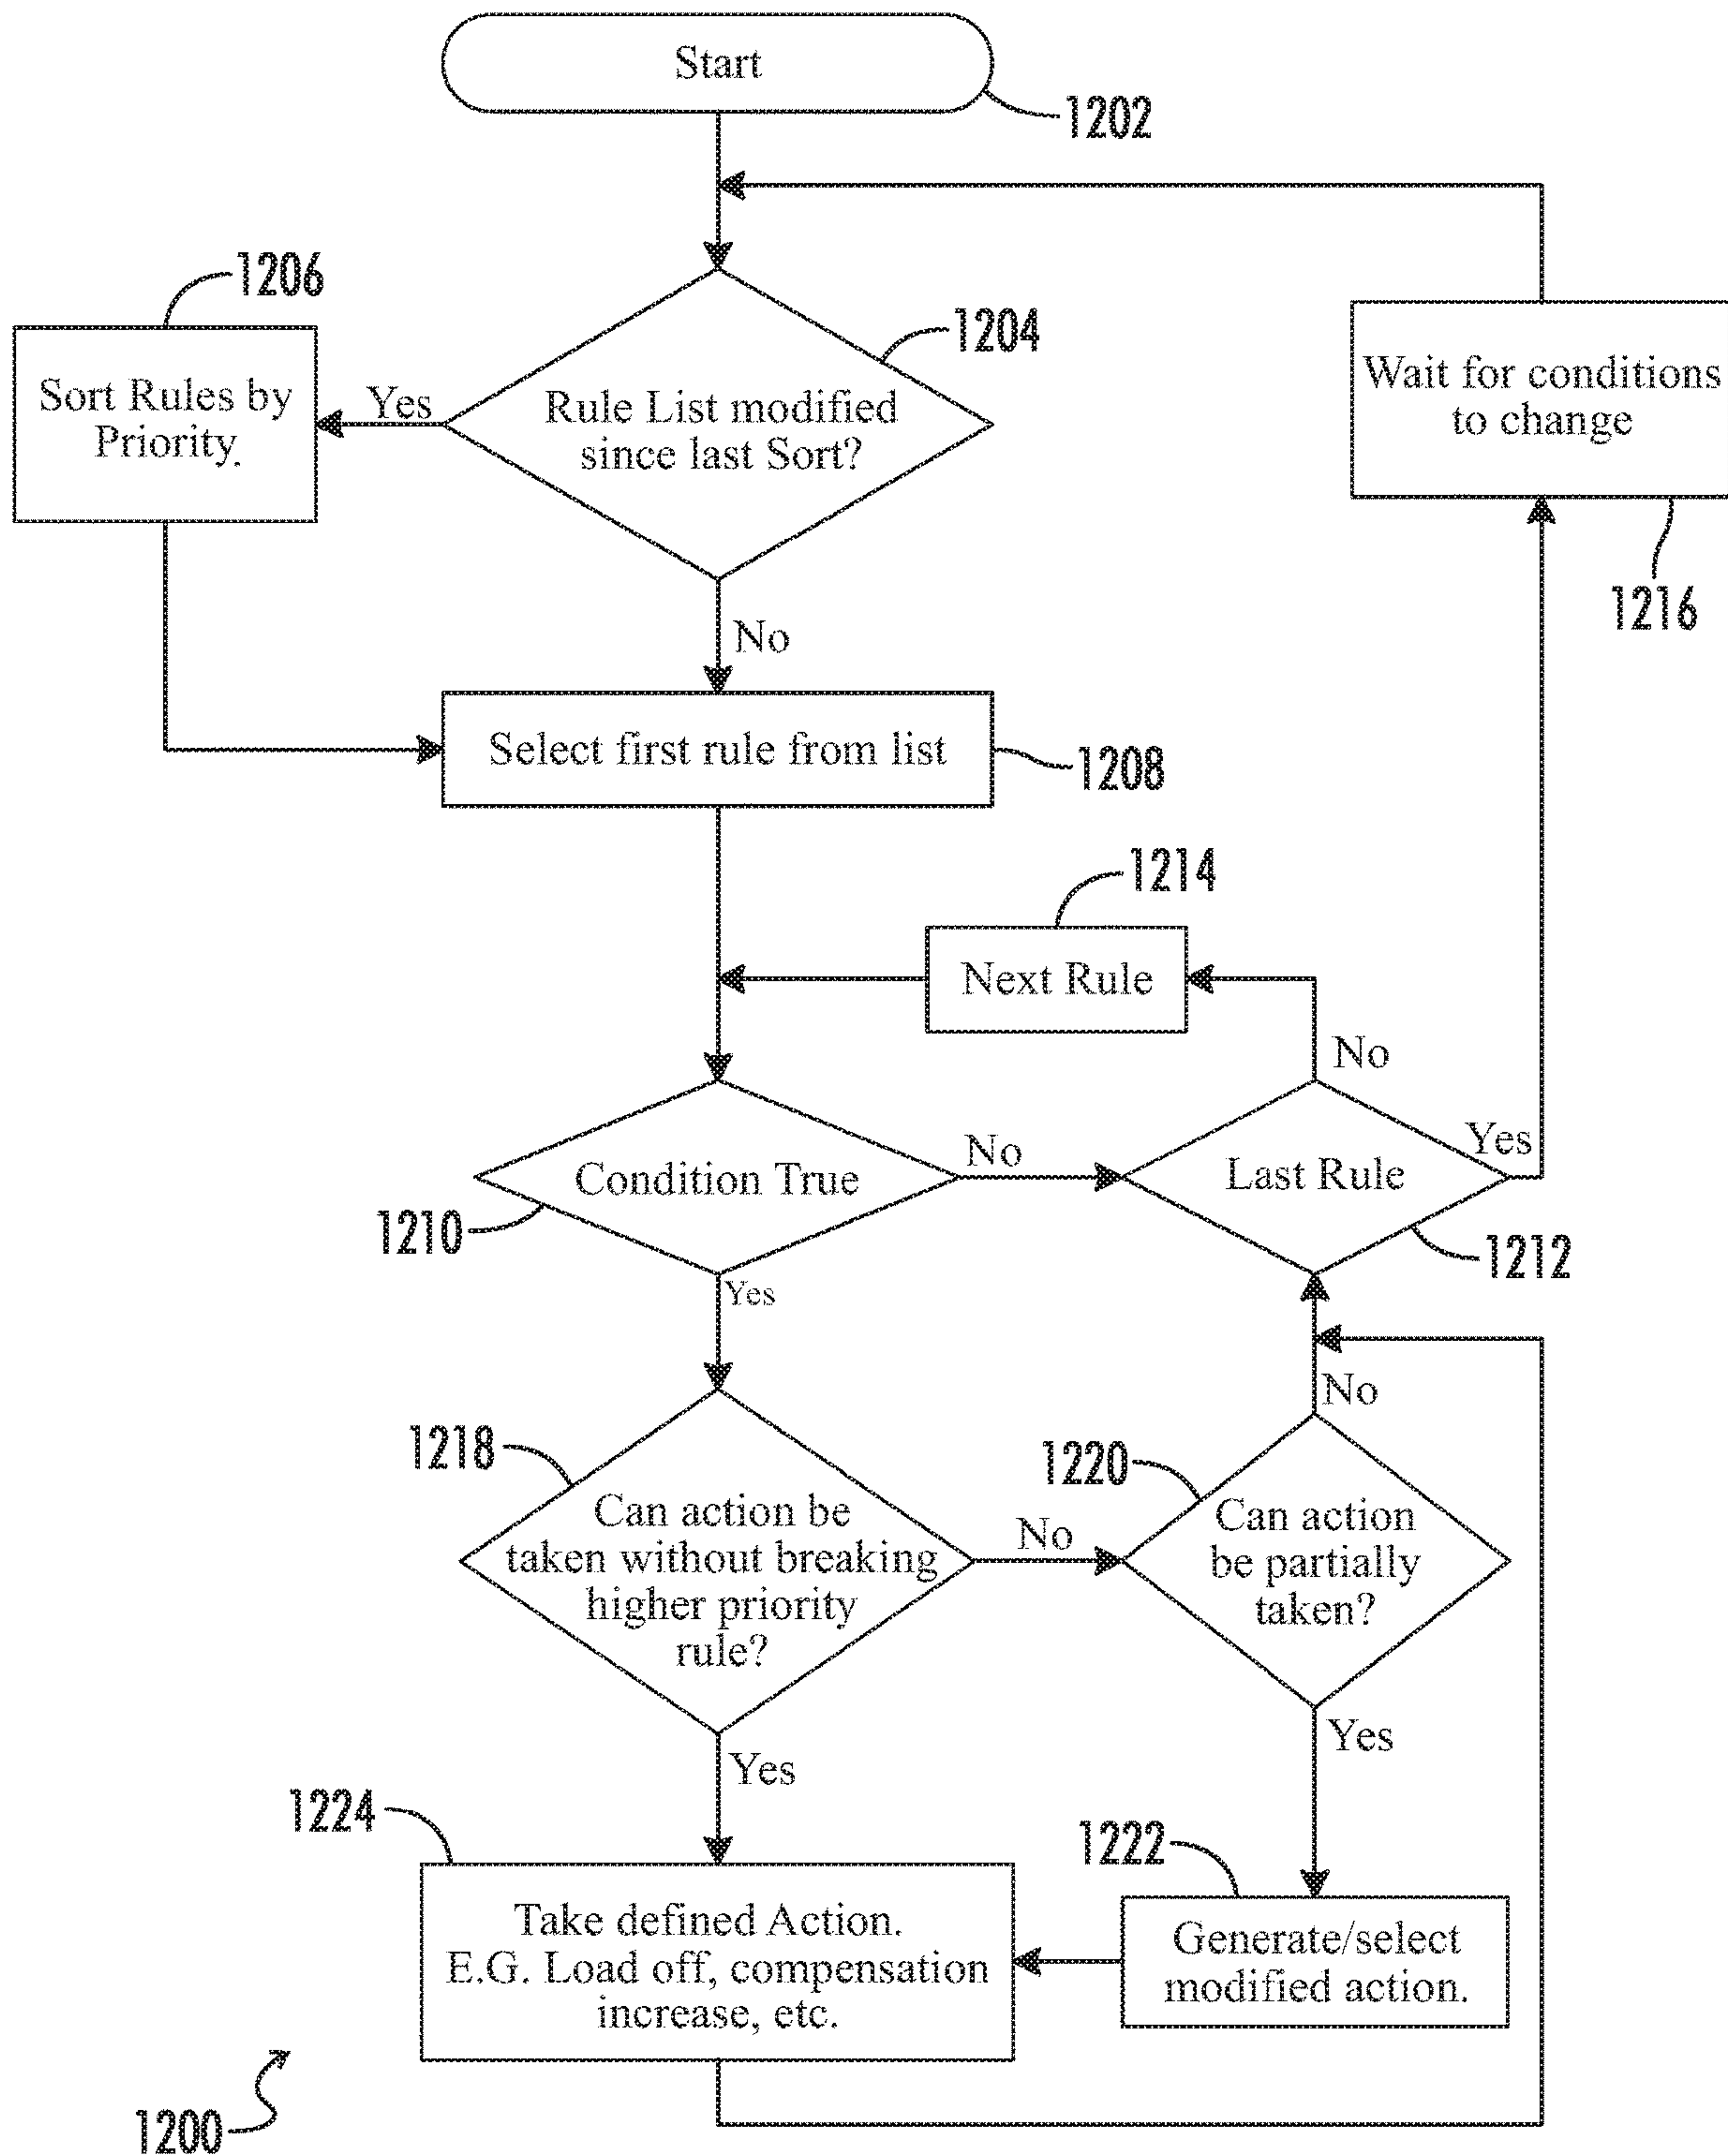 Start
1202
1206
1204
Sort Rules by
Priority.
Yes
Rule List modified
since last Sort?
Wait for conditions
to change
1216
No
Select first rule from list
1208
1214
Next Rule
No
Condition True
No
Last Rule
Yes
1210
1212
Yes
No
1218
1220
Can action be
taken without breaking
higher priority
rule?
No
Can action
be partially
taken?
Yes
Yes
1224
1222
Take defined Action.
E.G. Load off, compensation
increase, etc.
Generate/select
modified action.
1200